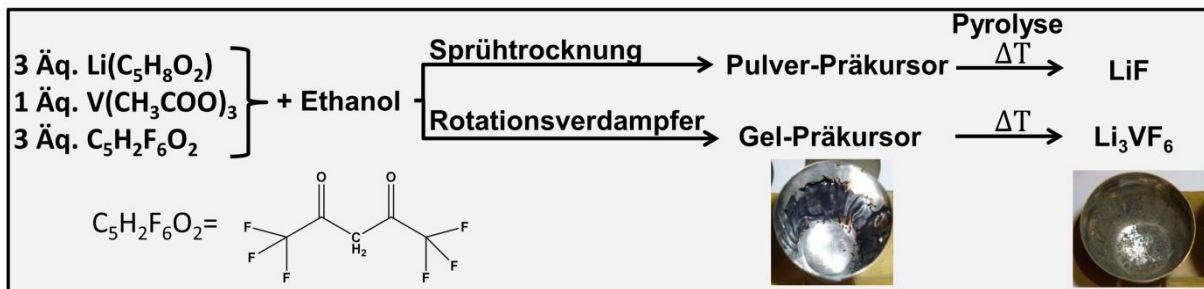 Pyrolyse
3 Äq. Li(C₅H₈O₂)
1 Äq. V(CH₃COO)₃
3 Äq. C₅H₂F₆O₂
+ Ethanol
Sprühtrocknung
Pulver-Präkursor
ΔT
LiF
Rotationsverdampfer
Gel-Präkursor
ΔT
Li₃VF₆
C₅H₂F₆O₂=
O O
F F
C
H₂
F F F F